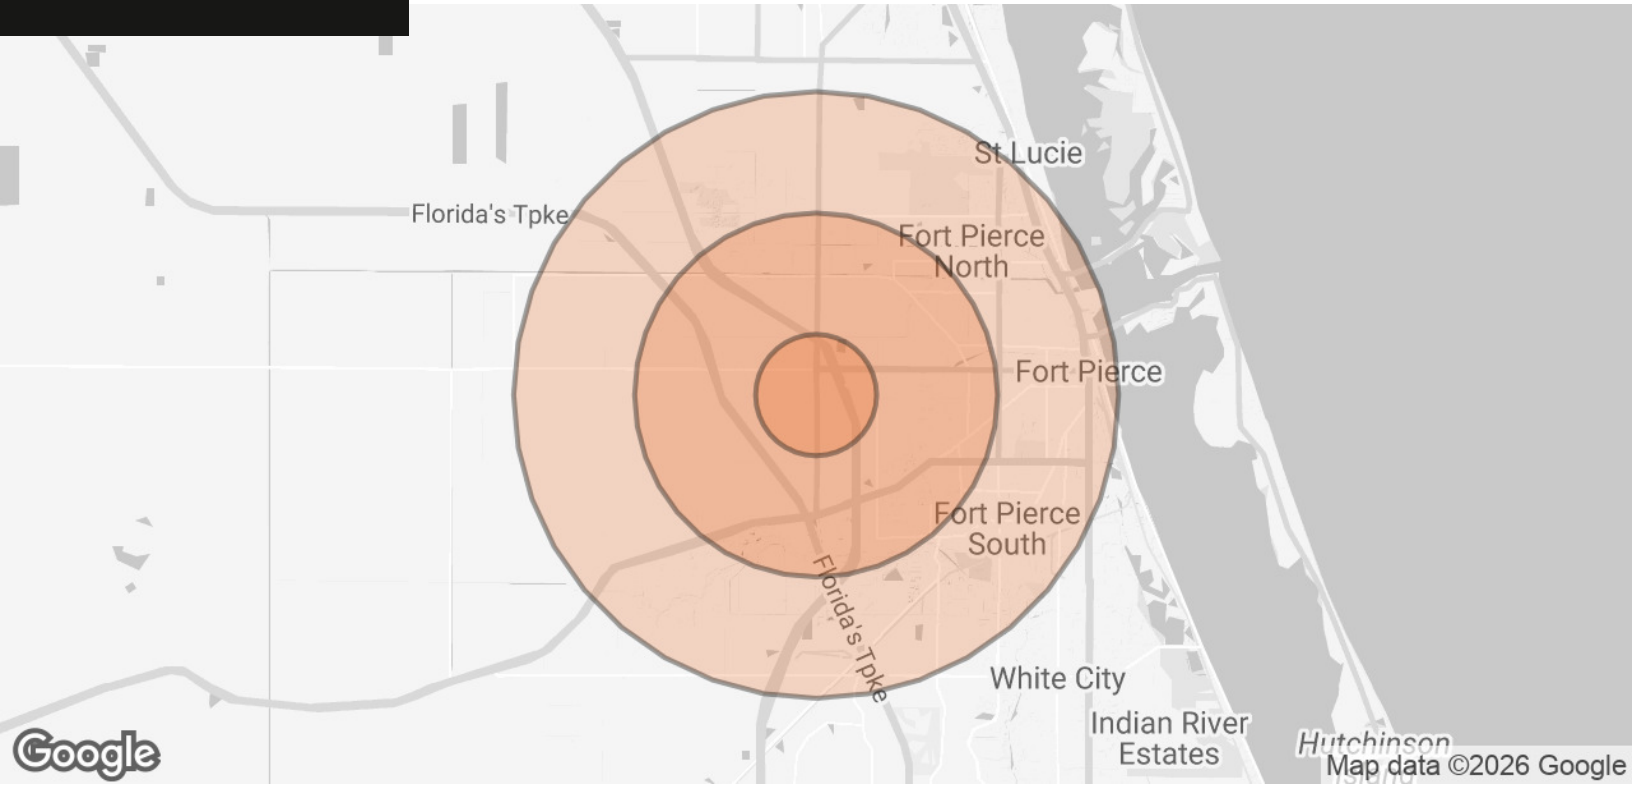 St Lucie
Florida's Tpke
Fort Pierce
North
Fort Pierce
Fort Pierce
South
Florida's Tpke
White City
Indian River
Estates
Hutchinson
Island
Google
Map data ©2026 Google